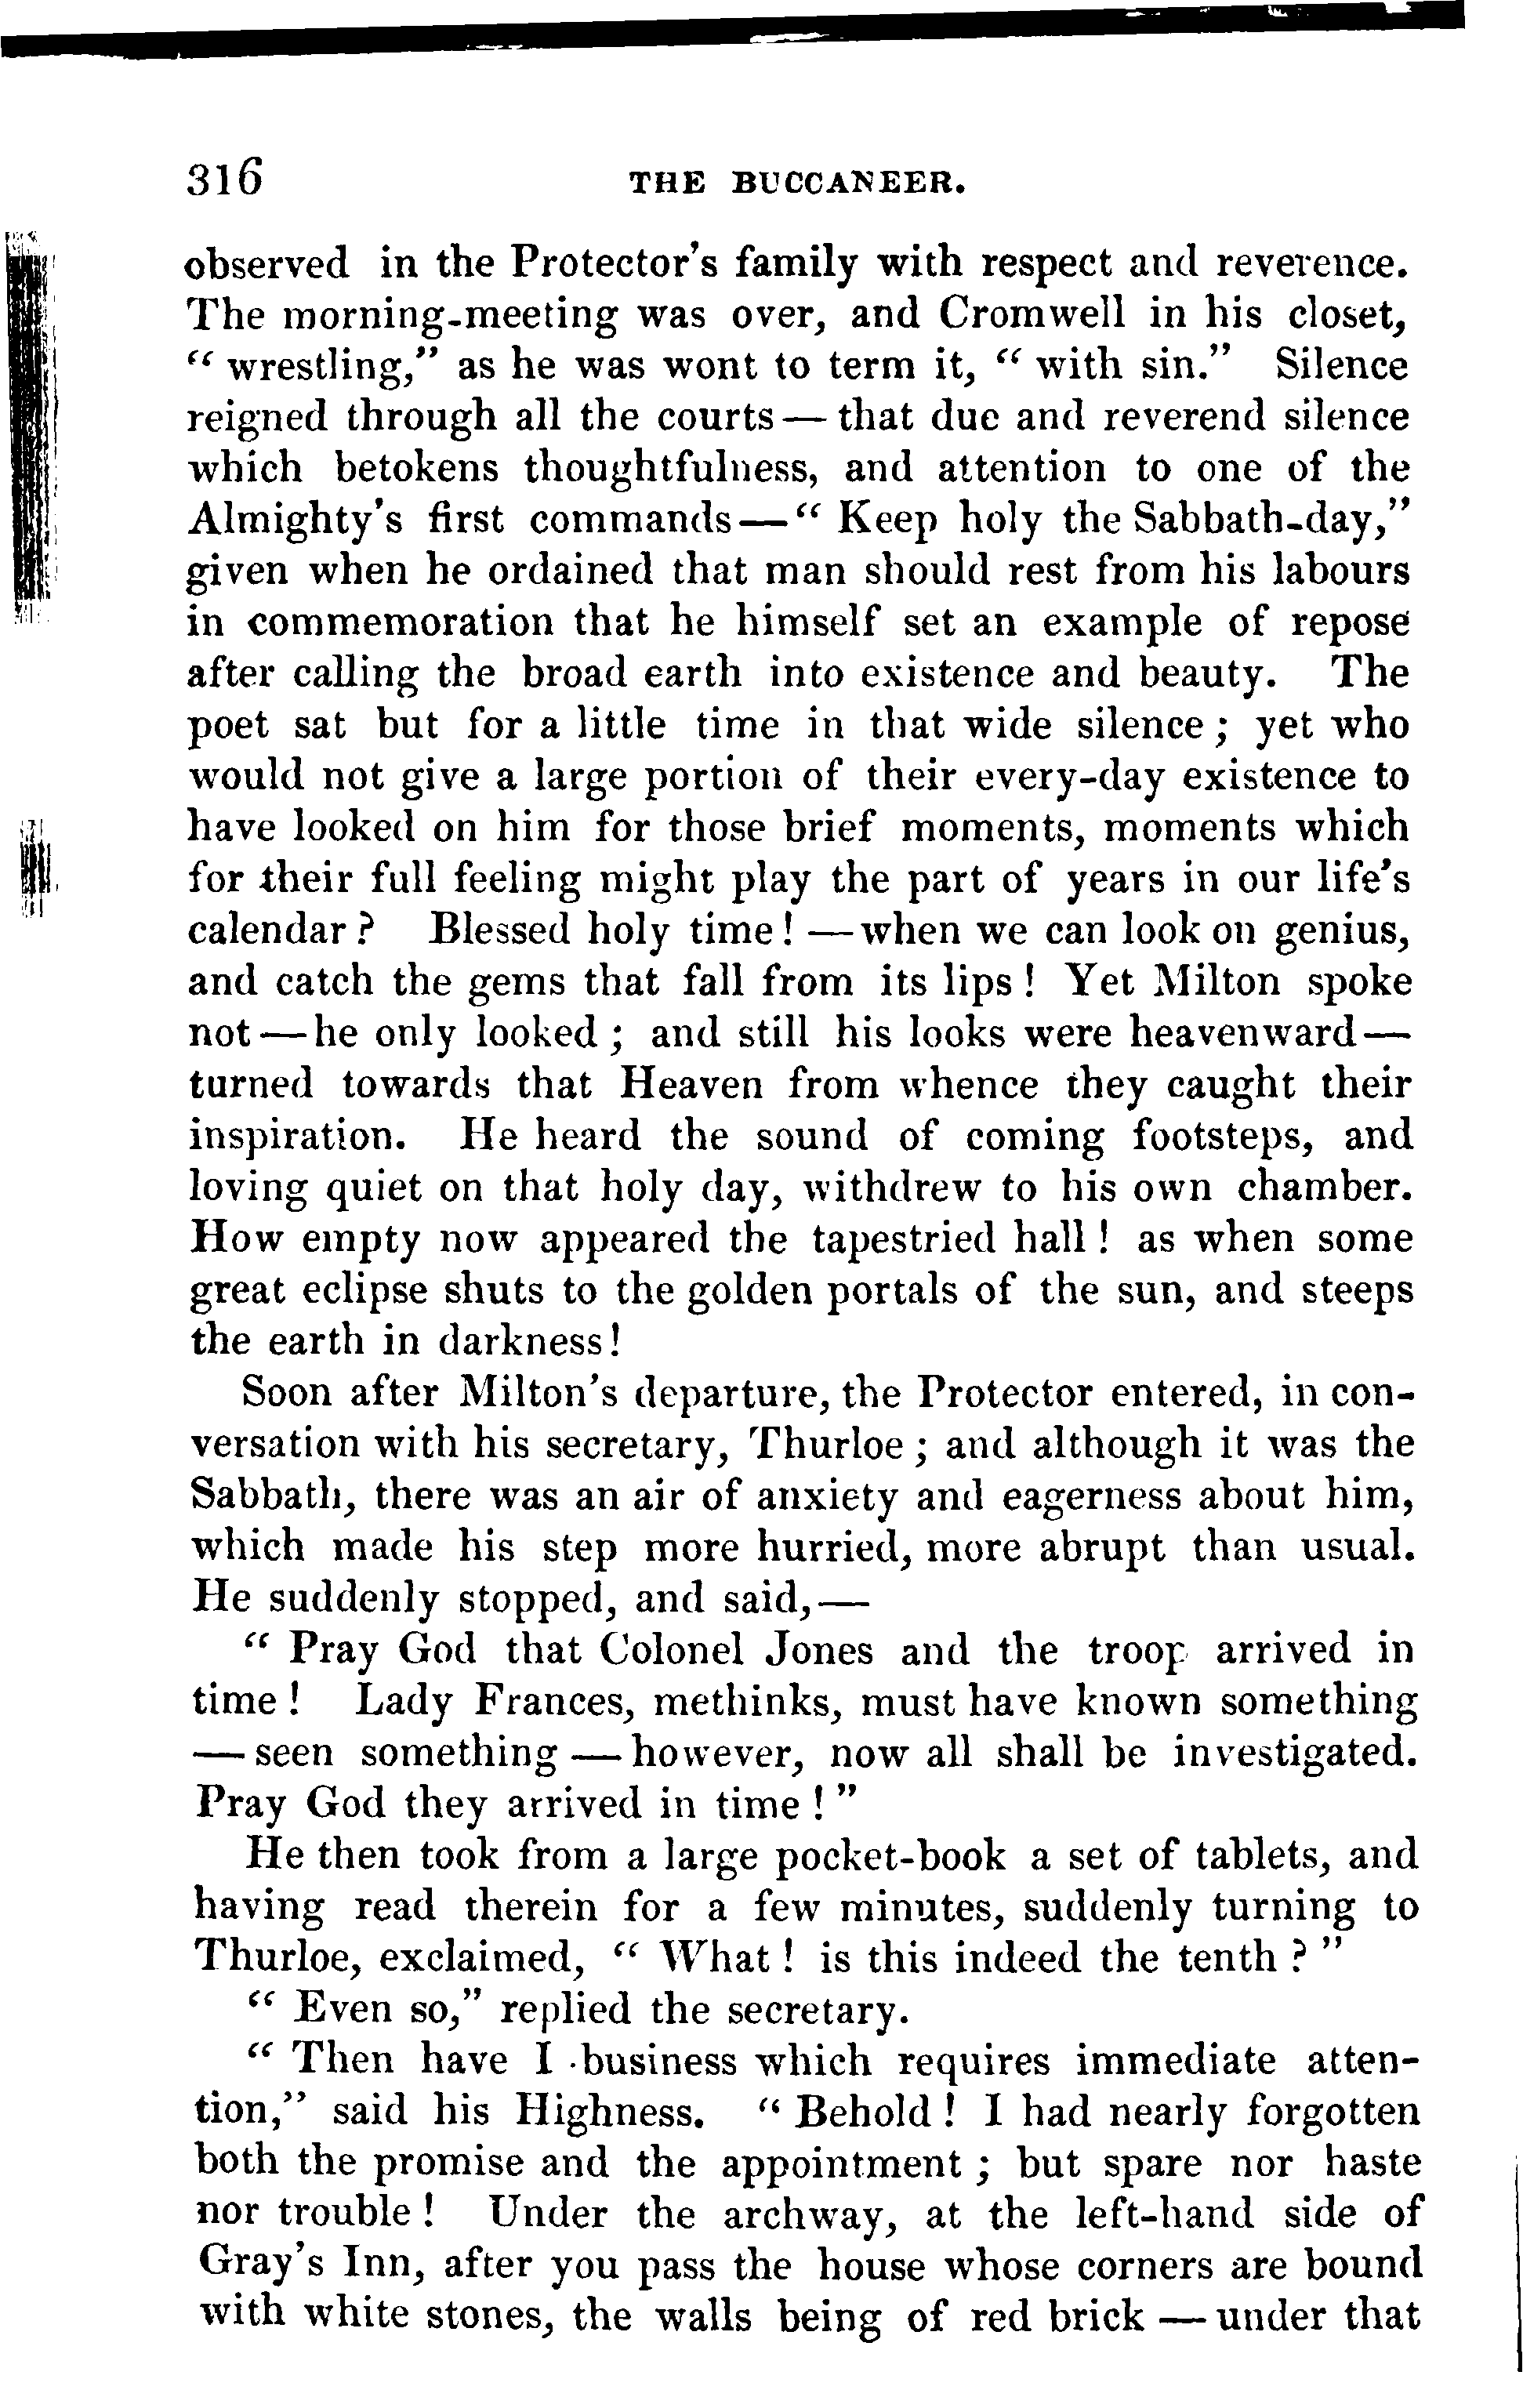 316 THE BUCCANEER.
observed in the Protector's family with respect and reverence.
The morning-meeting was over, and Cromwell in his closet,
“ wrestling,” as he was wont to term it, “ with sin.” Silence
reigned through all the courts — that due and reverend silence
which betokens thoughtfulness, and attention to one of the
Almighty's first commands—“ Keep holy the Sabbath-day,”
given when he ordained that man should rest from his labours
in commemoration that he himself set an example of repose
after calling the broad earth into existence and beauty. The
poet sat but for a little time in that wide silence ; yet who
would not give a large portion of their every-day existence to
have looked on him for those brief moments, moments which
for their full feeling might play the part of years in our life's
calendar ? Blessed holy time ! —when we can look on genius,
and catch the gems that fall from its lips ! Yet Milton spoke
not — he only looked ; and still his looks were heavenward —
turned towards that Heaven from whence they caught their
inspiration. He heard the sound of coming footsteps, and
loving quiet on that holy day, withdrew to his own chamber.
How empty now appeared the tapestried hall ! as when some
great eclipse shuts to the golden portals of the sun, and steeps
the earth in darkness!
Soon after Milton's departure, the Protector entered, in con-
versation with his secretary, Thurloe ; and although it was the
Sabbath, there was an air of anxiety and eagerness about him,
which made his step more hurried, more abrupt than usual.
He suddenly stopped, and said,—
“ Pray God that Colonel Jones and the troop arrived in
time ! Lady Frances, methinks, must have known something
— seen something — however, now all shall be investigated.
Pray God they arrived in time ! ”
He then took from a large pocket-book a set of tablets, and
having read therein for a few minutes, suddenly turning to
Thurloe, exclaimed, “ What ! is this indeed the tenth ? ”
“ Even so,” replied the secretary.
“ Then have I business which requires immediate atten-
tion,” said his Highness. “ Behold ! I had nearly forgotten
both the promise and the appointment ; but spare nor haste
nor trouble ! Under the archway, at the left-hand side of
Gray's Inn, after you pass the house whose corners are bound
with white stones, the walls being of red brick — under that